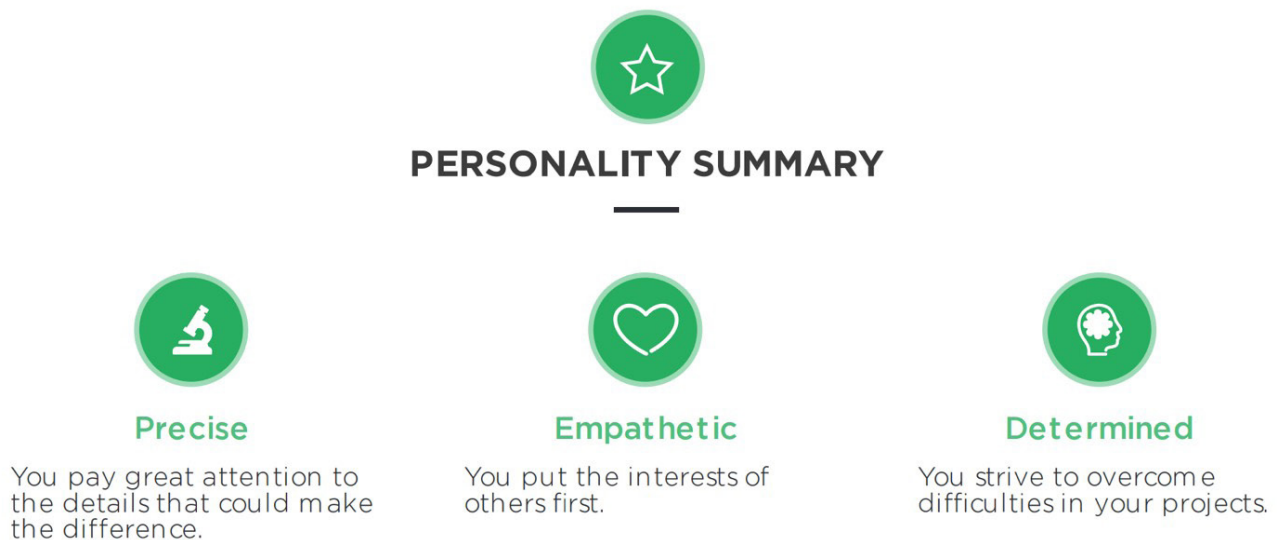 PERSONALITY SUMMARY
Precise
You pay great attention to
the details that could make
the difference.
Empathetic
You put the interests of
others first.
Determined
You strive to overcome
difficulties in your projects.